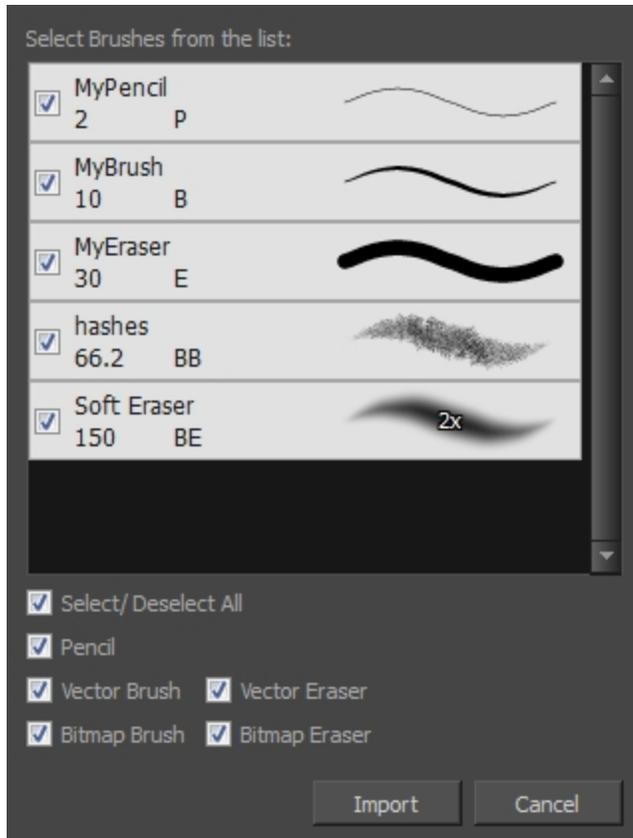 Select Brushes from the list:
MyPencil
2 P
MyBrush
10 B
MyEraser
30 E
hashes
66.2 BB
Soft Eraser
150 BE
2x
Select/ Deselect All
Pencil
Vector Brush Vector Eraser
Bitmap Brush Bitmap Eraser
Import Cancel